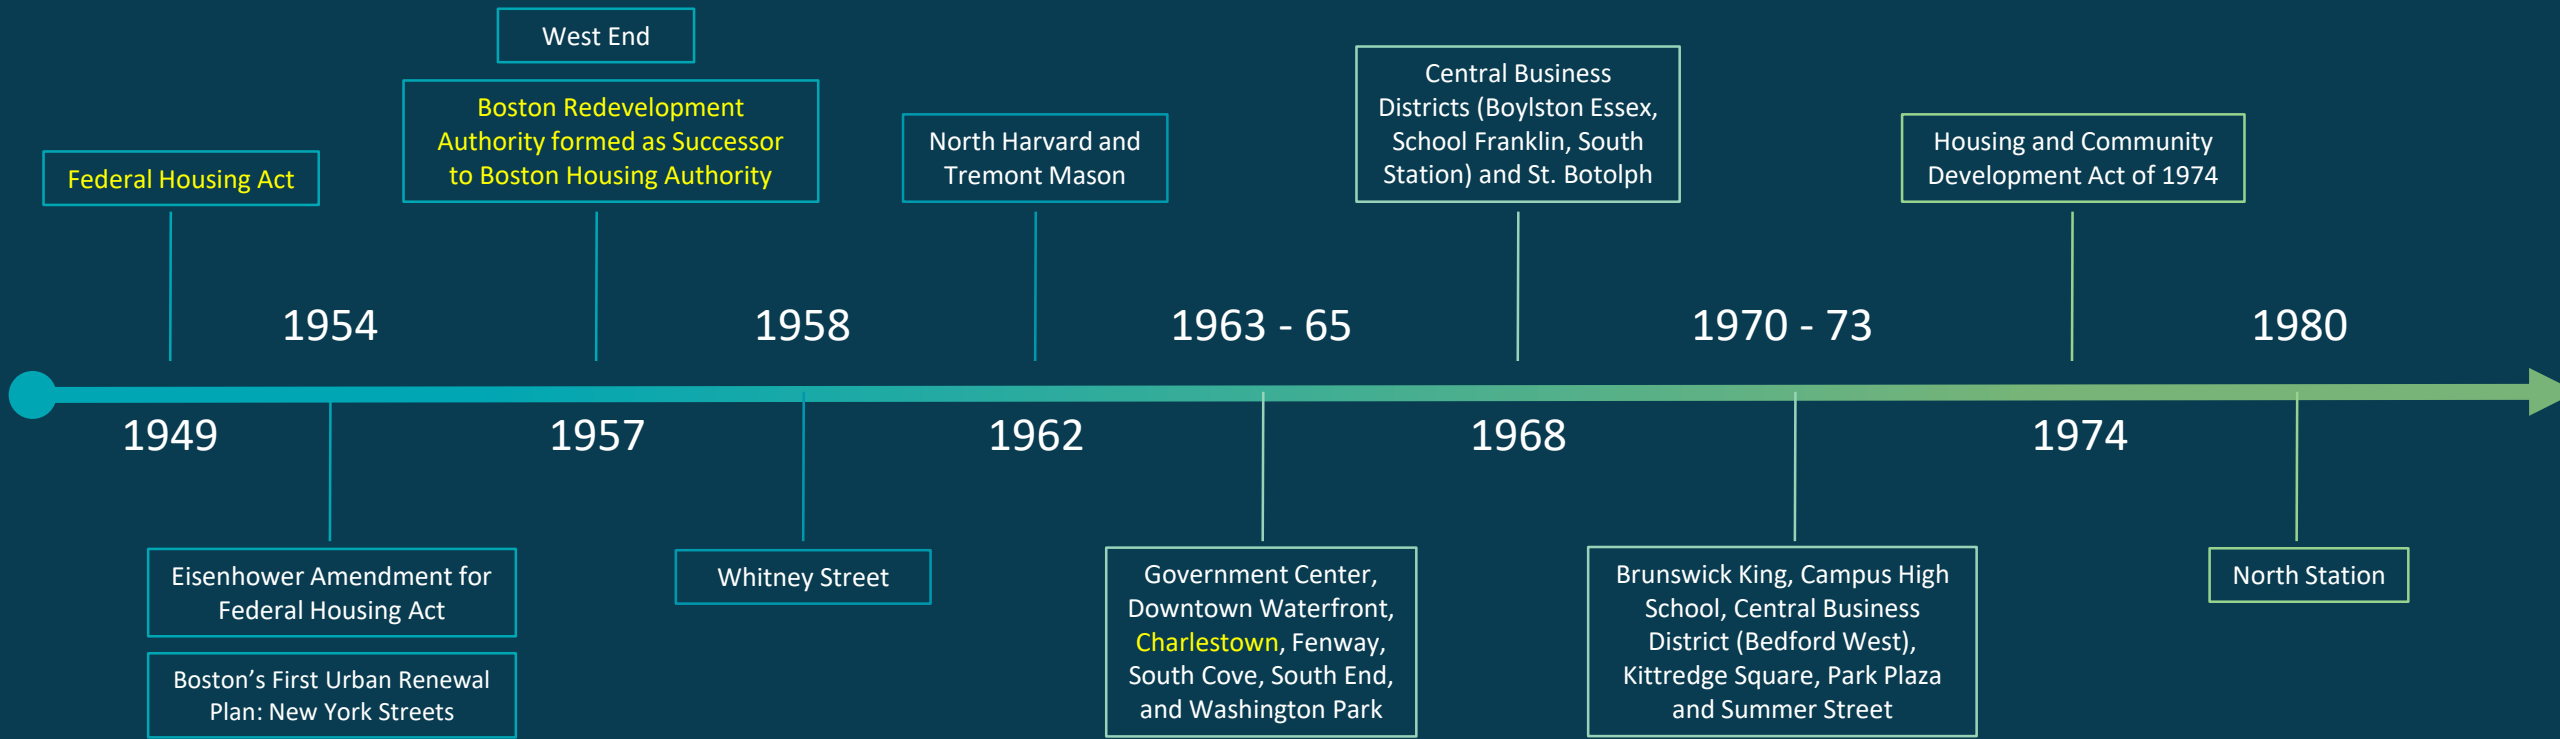 West End
Boston Redevelopment
Authority formed as Successor
to Boston Housing Authority
Federal Housing Act
North Harvard and
Tremont Mason
Central Business
Districts (Boylston Essex,
School Franklin, South
Station) and St. Botolph
Housing and Community
Development Act of 1974
1954
1958
1963 - 65
1970 - 73
1980
1949
1957
1962
1968
1974
Eisenhower Amendment for
Federal Housing Act
Boston’s First Urban Renewal
Plan: New York Streets
Whitney Street
Government Center,
Downtown Waterfront,
Charlestown, Fenway,
South Cove, South End,
and Washington Park
Brunswick King, Campus High
School, Central Business
District (Bedford West),
Kittredge Square, Park Plaza
and Summer Street
North Station